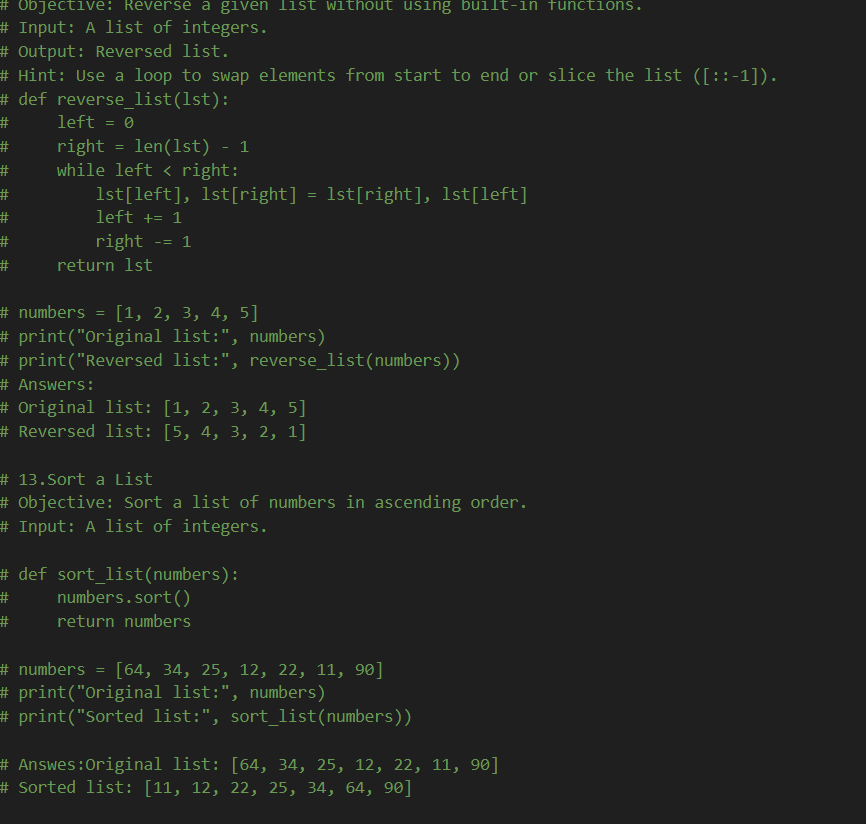 # Objective: Reverse a given list without using built-in functions.
# Input: A list of integers.
# Output: Reversed list.
# Hint: Use a loop to swap elements from start to end or slice the list ([::-1]).
# def reverse_list(lst):
#     left = 0
#     right = len(lst) - 1
#     while left < right:
#         lst[left], lst[right] = lst[right], lst[left]
#         left += 1
#         right -= 1
#     return lst

# numbers = [1, 2, 3, 4, 5]
# print("Original list:", numbers)
# print("Reversed list:", reverse_list(numbers))
# Answers:
# Original list: [1, 2, 3, 4, 5]
# Reversed list: [5, 4, 3, 2, 1]

# 13.Sort a List
# Objective: Sort a list of numbers in ascending order.
# Input: A list of integers.

# def sort_list(numbers):
#     numbers.sort()
#     return numbers

# numbers = [64, 34, 25, 12, 22, 11, 90]
# print("Original list:", numbers)
# print("Sorted list:", sort_list(numbers))

# Answes:Original list: [64, 34, 25, 12, 22, 11, 90]
# Sorted list: [11, 12, 22, 25, 34, 64, 90]